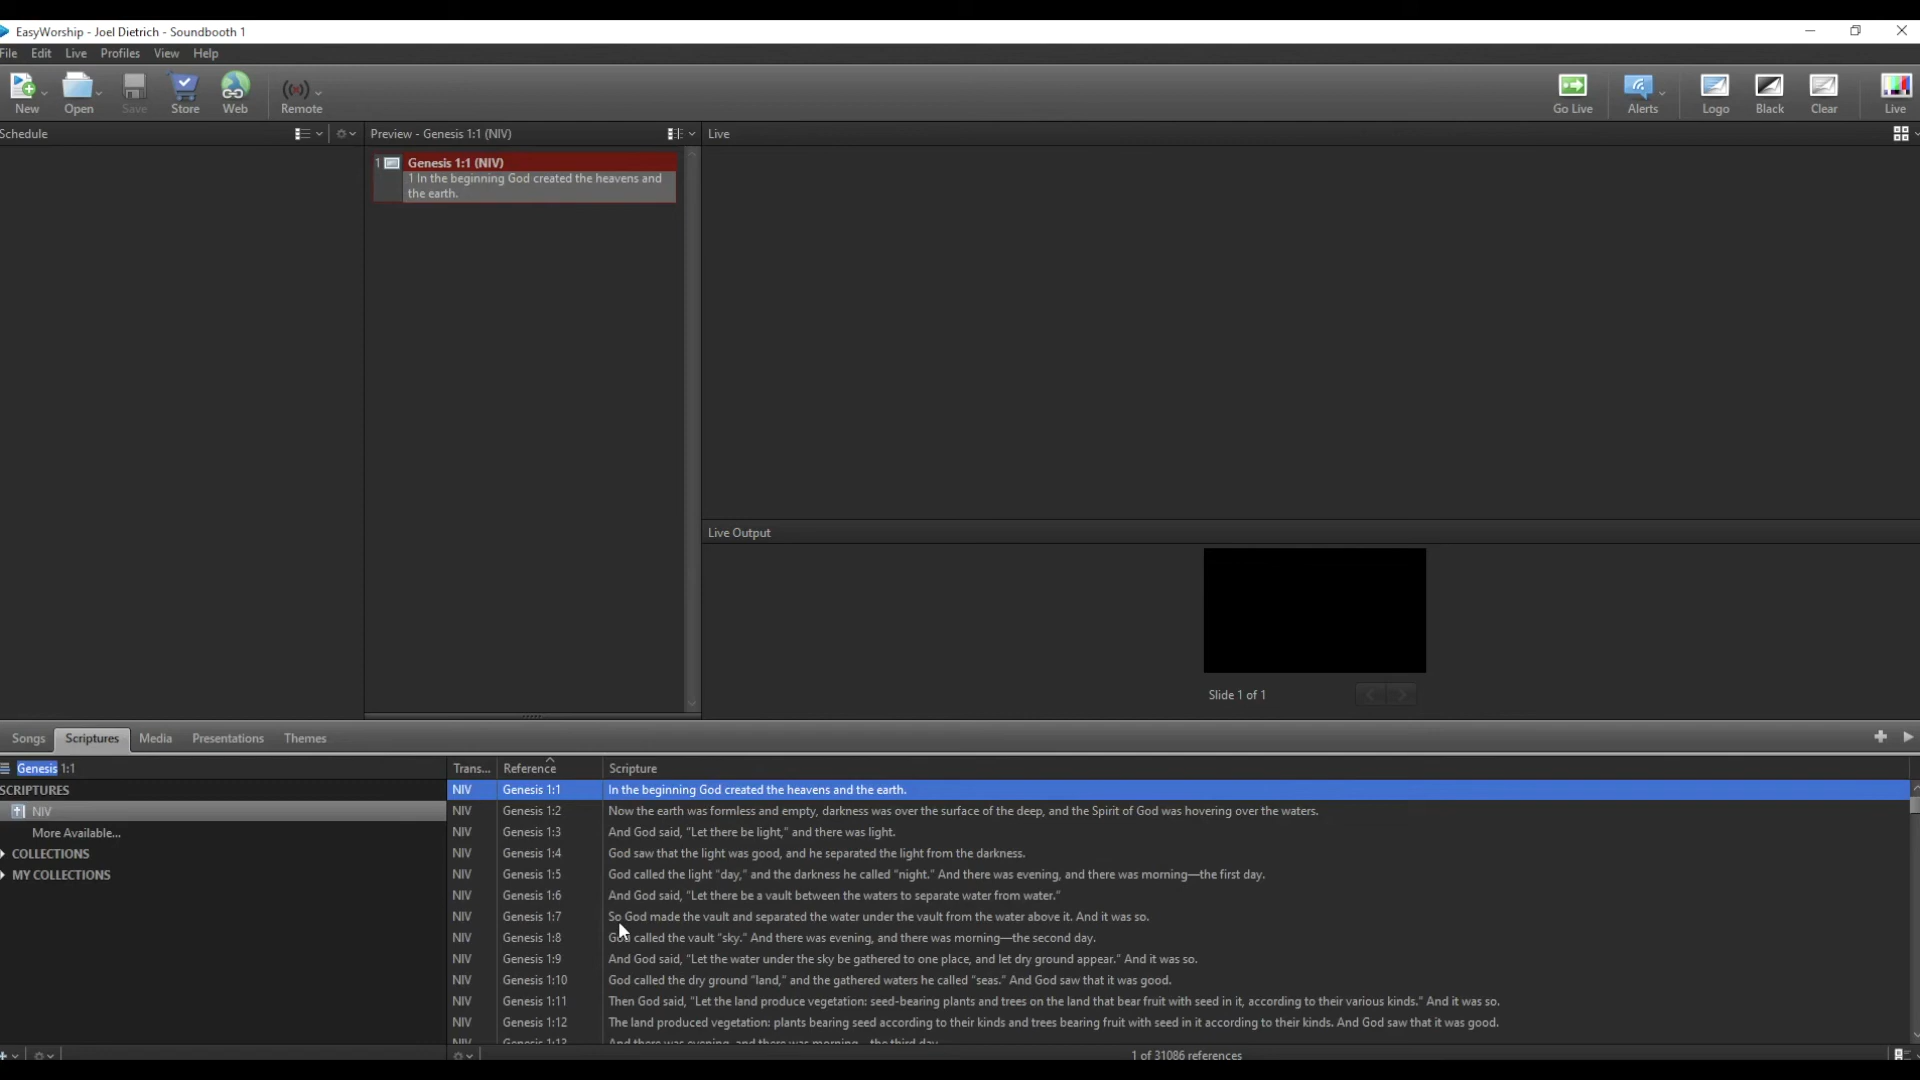 EasyWorship - Joel Dietrich - Soundbooth 1
File Edit Live Profiles View Help
New Open Save Store Web Remote Go Live Alerts Logo Black Clear Live
Schedule
Preview - Genesis 1:1 (NIV)
Live
1 Genesis 1:1 (NIV)
1 In the beginning God created the heavens and
the earth.
Live Output
Slide 1 of 1
Songs Scriptures Media Presentations Themes
Genesis 1:1
SCRIPTURES
NIV
More Available...
COLLECTIONS
MY COLLECTIONS
Trans... Reference Scripture
NIV Genesis 1:1 In the beginning God created the heavens and the earth.
NIV Genesis 1:2 Now the earth was formless and empty, darkness was over the surface of the deep, and the Spirit of God was hovering over the waters.
NIV Genesis 1:3 And God said, “Let there be light,” and there was light.
NIV Genesis 1:4 God saw that the light was good, and he separated the light from the darkness.
NIV Genesis 1:5 God called the light “day,” and the darkness he called “night.” And there was evening, and there was morning—the first day.
NIV Genesis 1:6 And God said, “Let there be a vault between the waters to separate water from water.”
NIV Genesis 1:7 So God made the vault and separated the water under the vault from the water above it. And it was so.
NIV Genesis 1:8 God called the vault “sky.” And there was evening, and there was morning—the second day.
NIV Genesis 1:9 And God said, “Let the water under the sky be gathered to one place, and let dry ground appear.” And it was so.
NIV Genesis 1:10 God called the dry ground “land,” and the gathered waters he called “seas.” And God saw that it was good.
NIV Genesis 1:11 Then God said, “Let the land produce vegetation: seed-bearing plants and trees on the land that bear fruit with seed in it, according to their various kinds.” And it was so.
NIV Genesis 1:12 The land produced vegetation: plants bearing seed according to their kinds and trees bearing fruit with seed in it according to their kinds. And God saw that it was good.
NIV Genesis 1:13 And there was evening, and there was morning—the third day.
1 of 31086 references